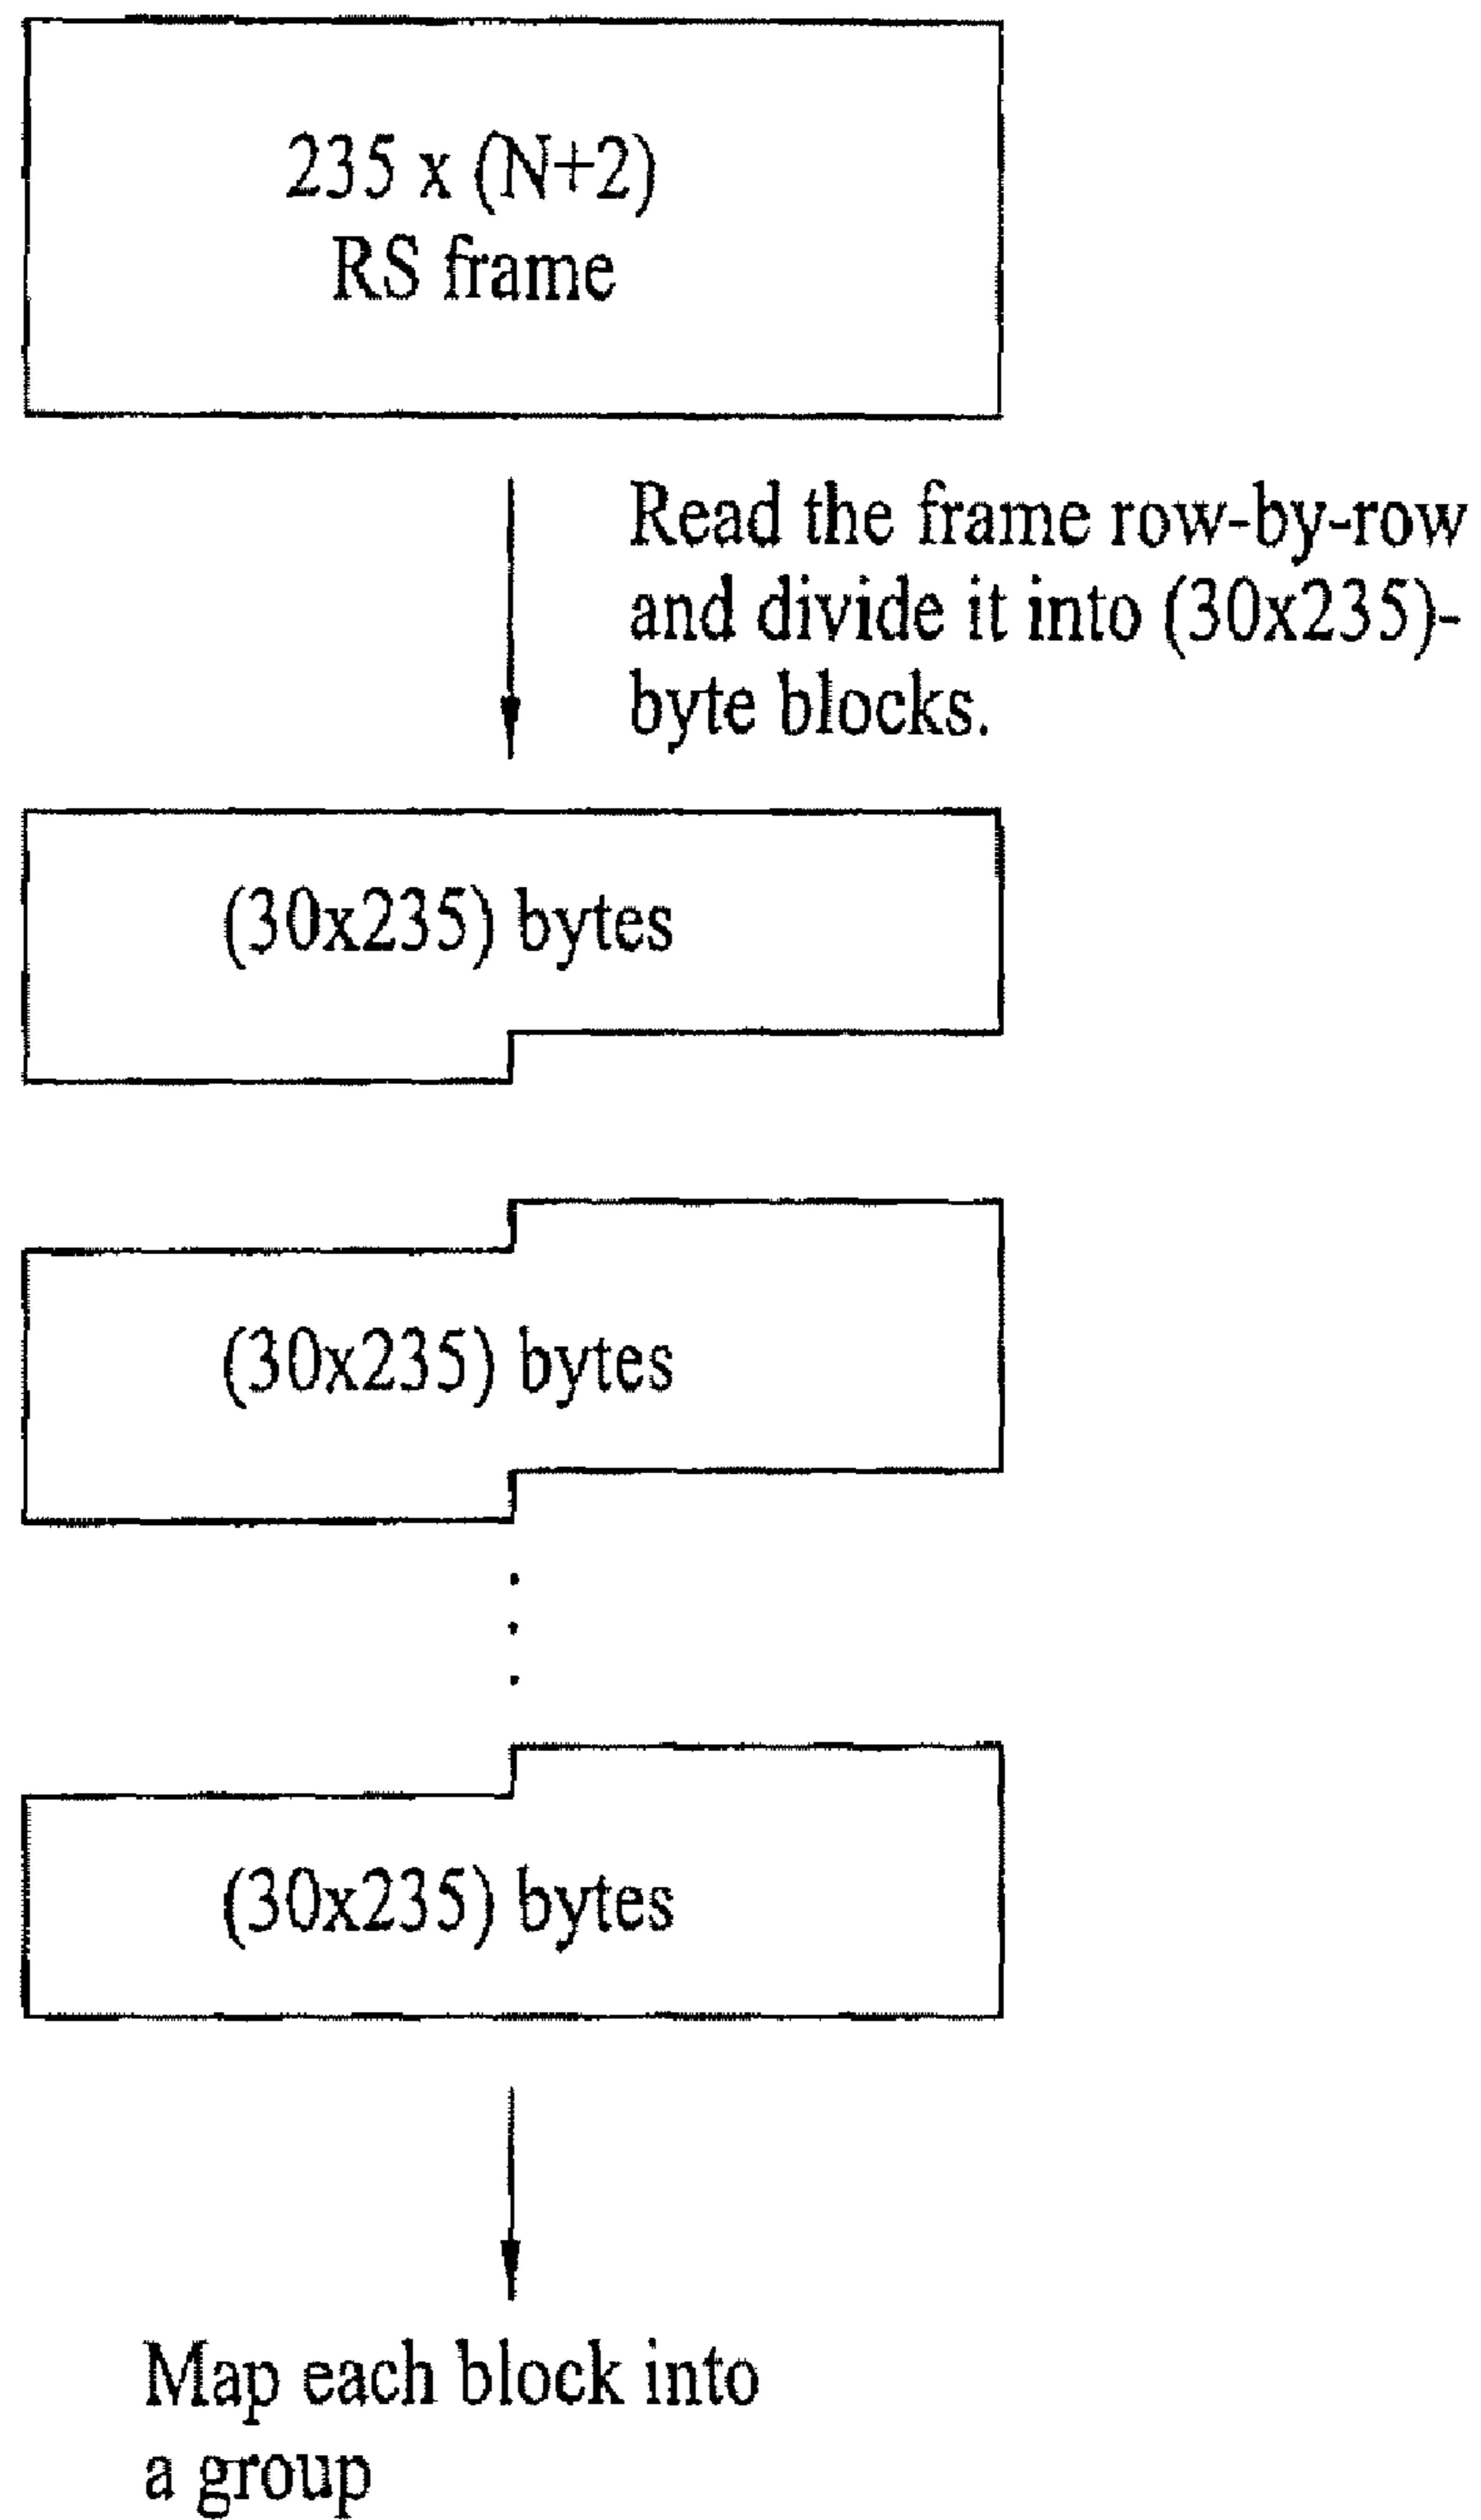 235 x (N+2)
RS frame
Read the frame row-by-row
and divide it into (30x235)-
byte blocks.
(30x235) bytes
(30x235) bytes
(30x235) bytes
Map each block into
a group